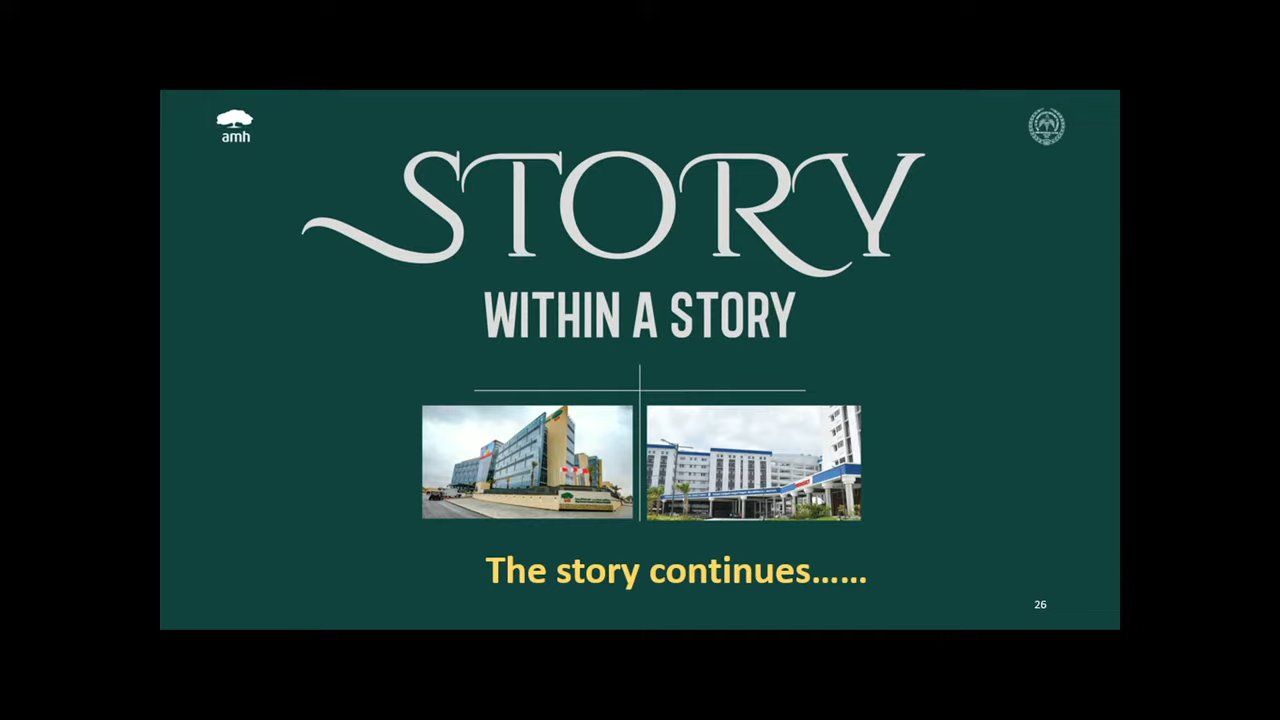 amh
STORY
WITHIN A STORY
The story continues......
26